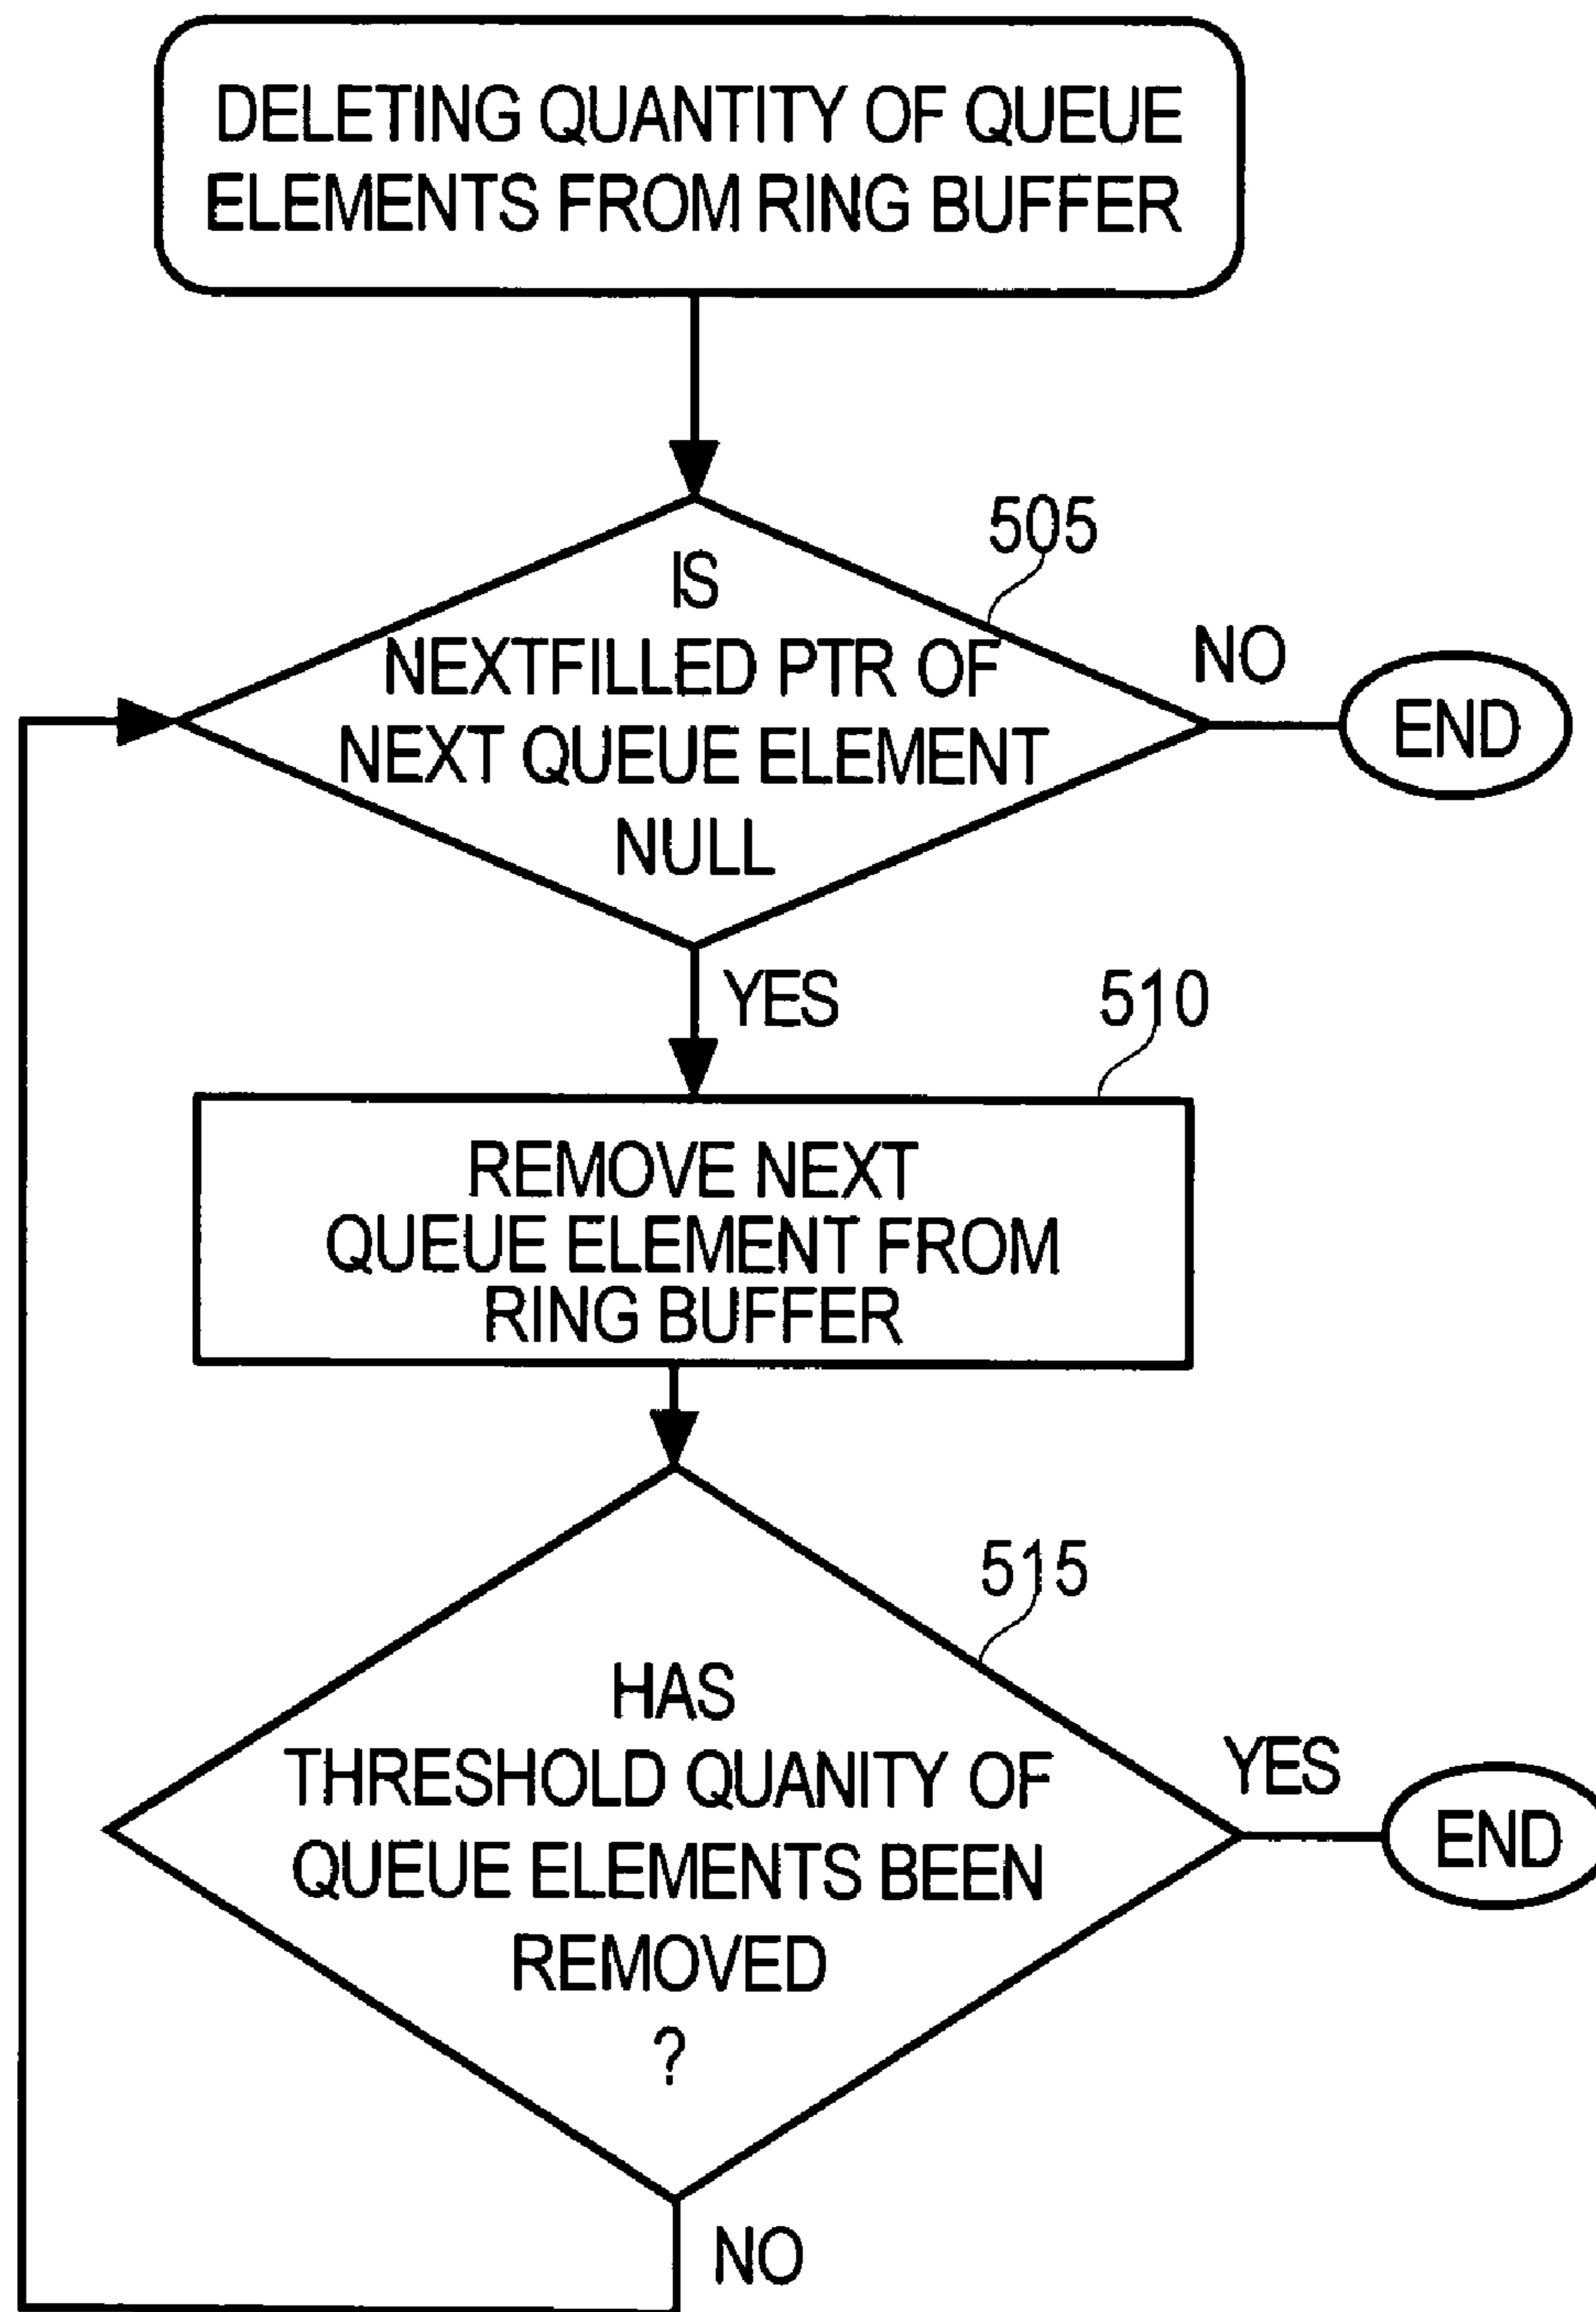 DELETING QUANTITY OF QUEUE
ELEMENTS FROM RING BUFFER
505
IS
NEXTFILLED PTR OF
NEXT QUEUE ELEMENT
NULL
NO
END
YES
510
REMOVE NEXT
QUEUE ELEMENT FROM
RING BUFFER
515
HAS
THRESHOLD QUANITY OF
QUEUE ELEMENTS BEEN
REMOVED
?
YES
END
NO